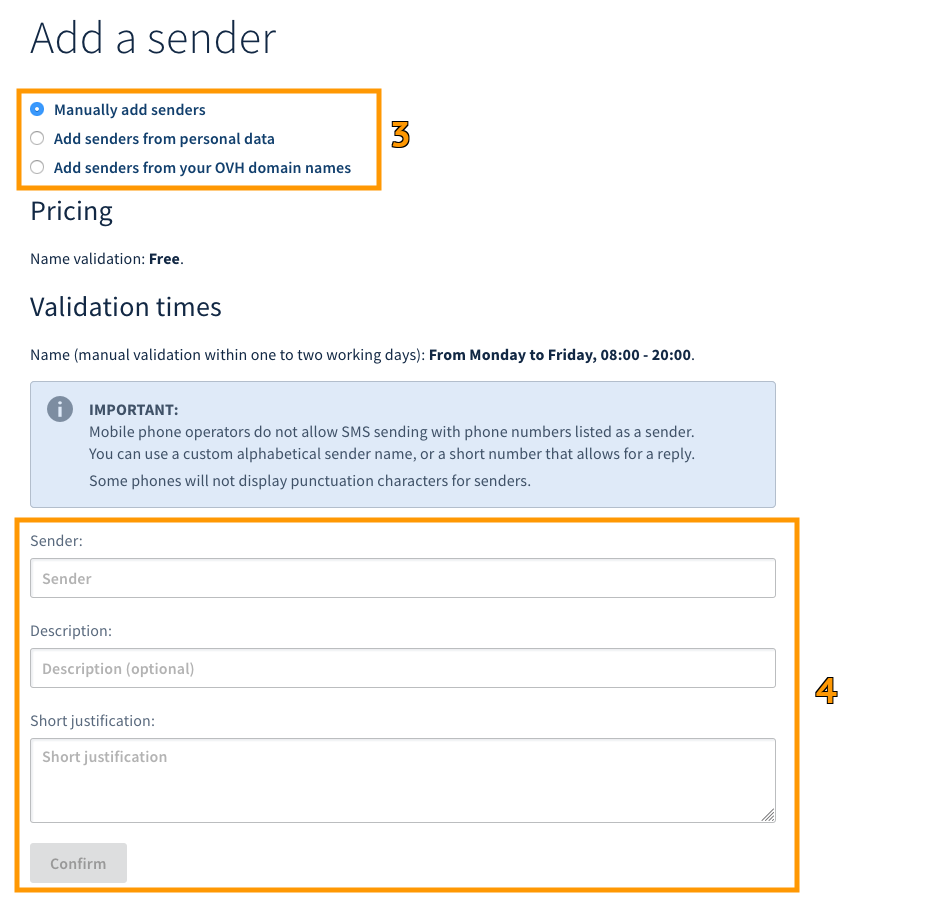 Add a sender
Manually add senders
Add senders from personal data
Add senders from your OVH domain names
3
Pricing
Name validation: Free.
Validation times
Name (manual validation within one to two working days): From Monday to Friday, 08:00 - 20:00.
IMPORTANT:
Mobile phone operators do not allow SMS sending with phone numbers listed as a sender.
You can use a custom alphabetical sender name, or a short number that allows for a reply.
Some phones will not display punctuation characters for senders.
Sender:
Sender
Description:
Description (optional)
4
Short justification:
Short justification
Confirm